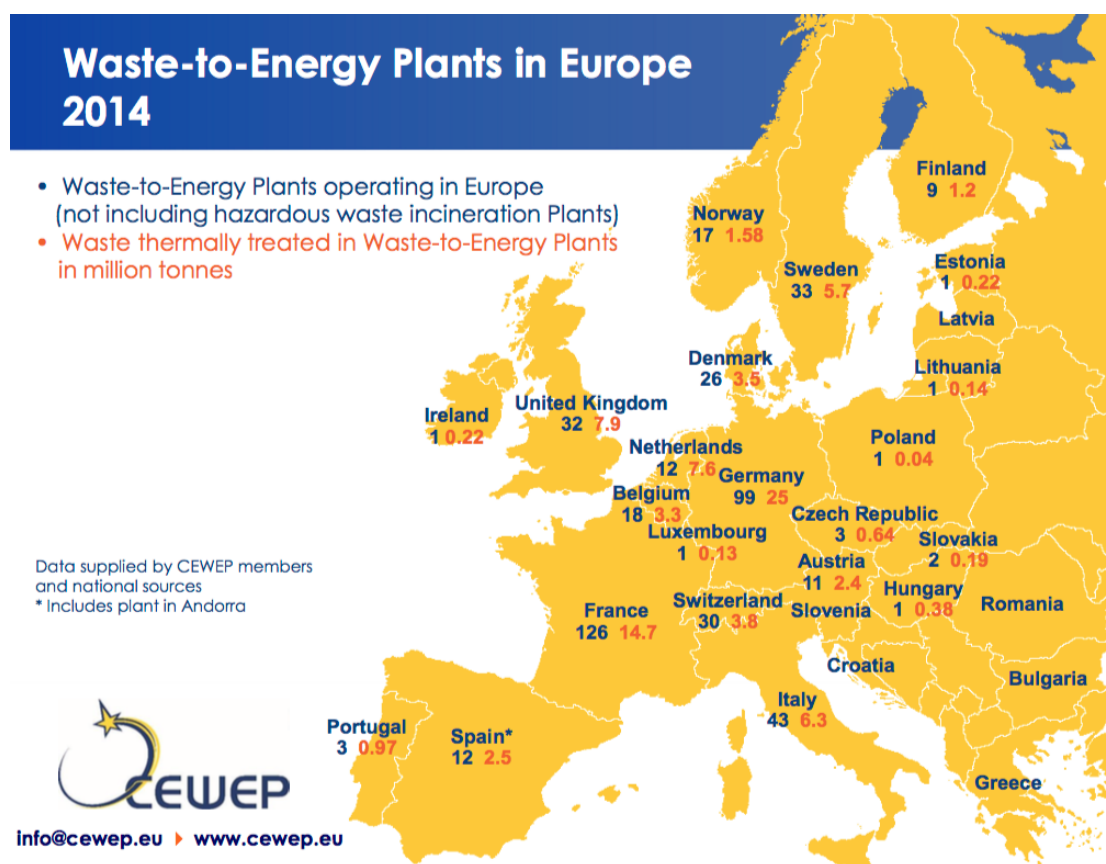 Waste-to-Energy Plants in Europe
2014
• Waste-to-Energy Plants operating in Europe
(not including hazardous waste incineration Plants)
• Waste thermally treated in Waste-to-Energy Plants
in million tonnes
Finland
9 1.2
Norway
17 1.58
Sweden
33 5.7
Estonia
1 0.22
Latvia
Denmark
26 3.5
Lithuania
1 0.14
Ireland
1 0.22
United Kingdom
32 7.9
Netherlands
12 7.6
Poland
1 0.04
Germany
99 25
Belgium
18 3.3
Czech Republic
3 0.64
Luxembourg
1 0.13
Slovakia
2 0.19
Austria
11 2.4
Hungary
1 0.38
France
126 14.7
Switzerland
30 3.8
Slovenia
Romania
Croatia
Bulgaria
Italy
43 6.3
Portugal
3 0.97
Spain*
12 2.5
Greece
Data supplied by CEWEP members
and national sources
* Includes plant in Andorra
CEWEP
info@cewep.eu www.cewep.eu